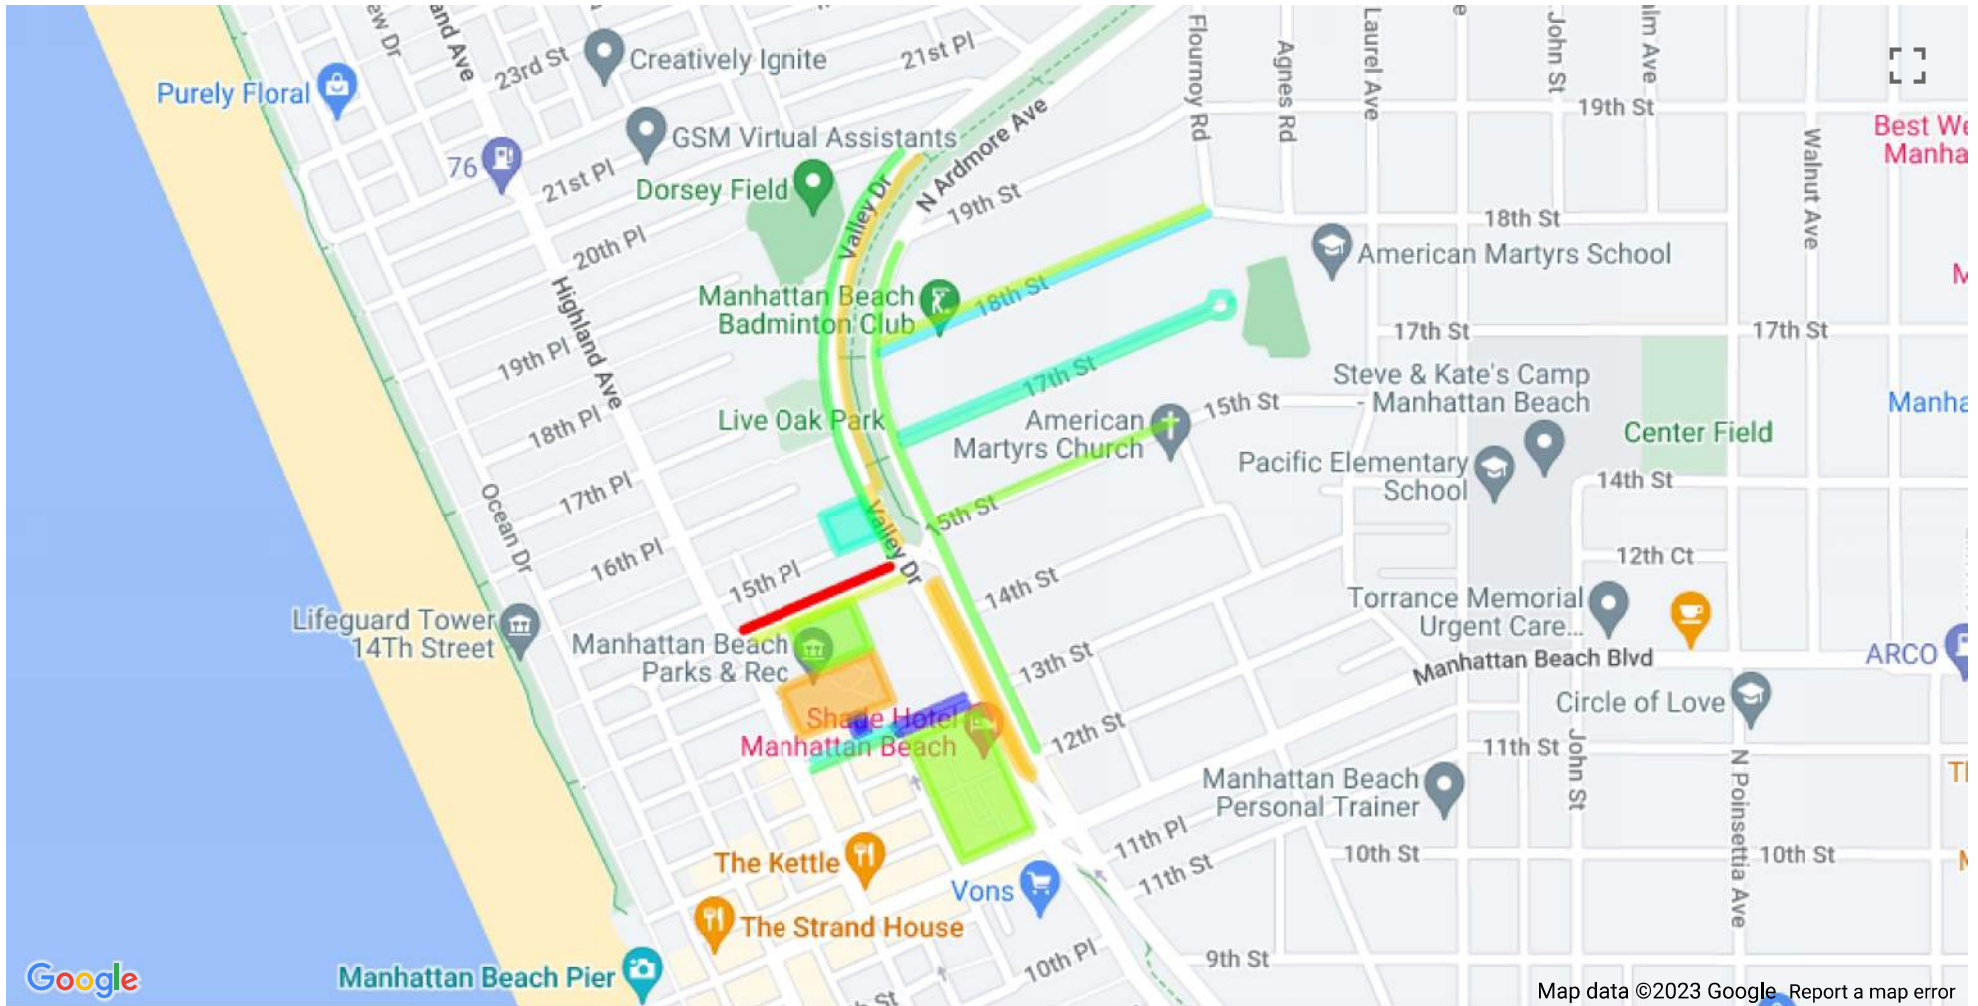 ew Dr
and Ave
23rd St
Creatively Ignite
21st Pl
Purely Floral
GSM Virtual Assistants
76
21st Pl
Dorsey Field
Valley Dr
N Ardmore Ave
19th St
Flournoy Rd
Agnes Rd
Laurel Ave
John St
alm Ave
19th St
Walnut Ave
Best We
Manha
18th St
American Martyrs School
20th Pl
Highland Ave
Manhattan Beach
Badminton Club
18th St
17th St
17th St
19th Pl
17th St
Steve & Kate's Camp
- Manhattan Beach
Manha
18th Pl
Live Oak Park
American
Martyrs Church
15th St
Center Field
Pacific Elementary
School
14th St
Ocean Dr
17th Pl
Valley Dr
15th St
16th Pl
15th Pl
14th St
12th Ct
Lifeguard Tower
14Th Street
Manhattan Beach
Parks & Rec
13th St
Torrance Memorial
Urgent Care...
Manhattan Beach Blvd
ARCO
Shade Hotel
Manhattan Beach
12th St
Circle of Love
11th St
John St
N Poinsettia Ave
Manhattan Beach
Personal Trainer
The Kettle
11th Pl
11th St
10th St
10th St
Vons
The Strand House
10th Pl
9th St
Manhattan Beach Pier
St
Google
Map data ©2023 Google
Report a map error